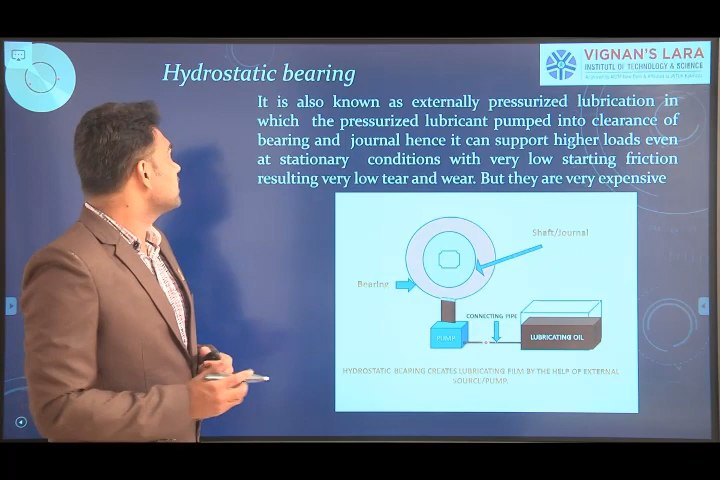 Hydrostatic bearing
VIGNAN'S LARA
INSTITUTE OF TECHNOLOGY & SCIENCE
It is also known as externally pressurized lubrication in
which the pressurized lubricant pumped into clearance of
bearing and journal hence it can support higher loads even
at stationary conditions with very low starting friction
resulting very low tear and wear. But they are very expensive
Shaft/Journal
Bearing
CONNECTING PIPE
PUMP
LUBRICATING OIL
HYDROSTATIC BEARING CREATES LUBRICATING FILM BY THE HELP OF EXTERNAL
SOURCE/PUMP.